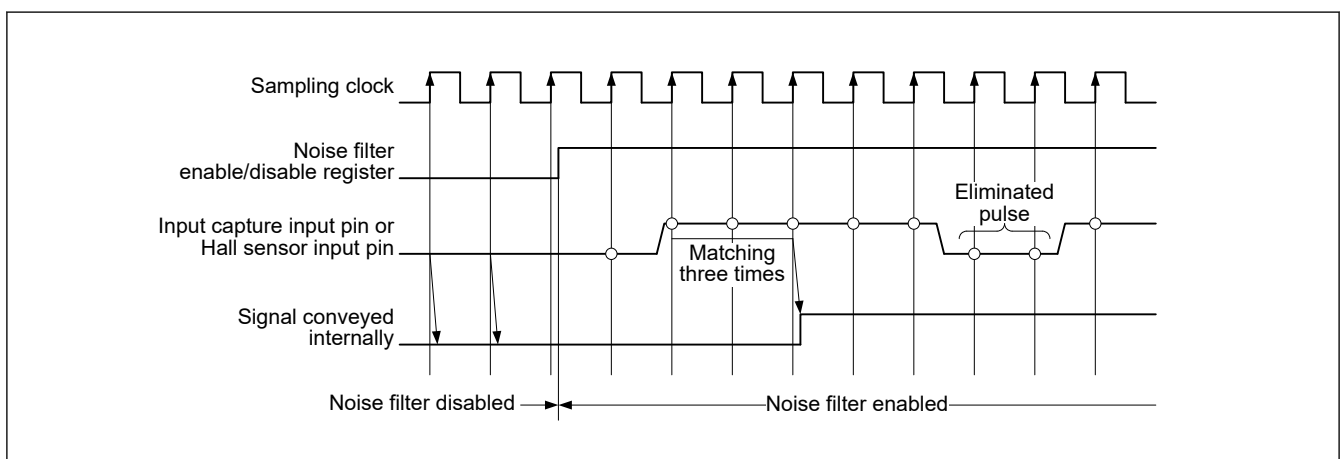 Sampling clock
Noise filter
enable/disable register
Eliminated
pulse
Input capture input pin or
Hall sensor input pin
Matching
three times
Signal conveyed
internally
Noise filter disabled
Noise filter enabled